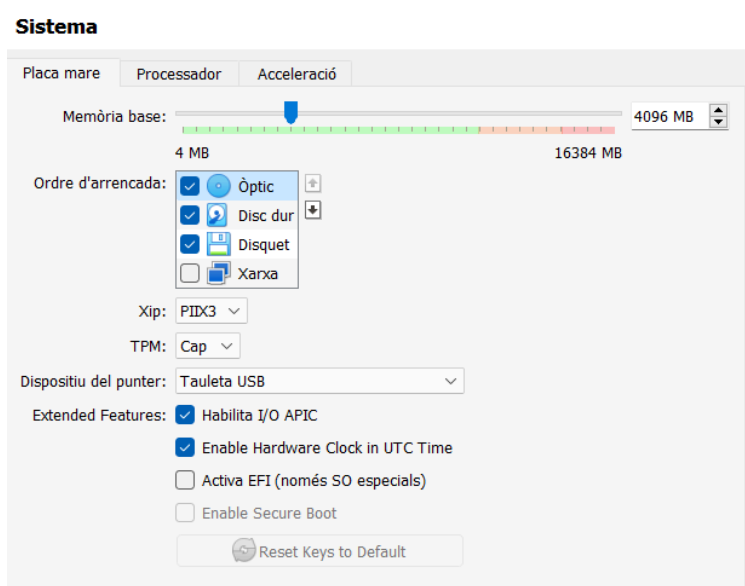 Sistema
Placa mare Processador Acceleració
Memòria base: 4096 MB
4 MB 16384 MB
Ordre d'arrencada: Òptic
Disc dur
Disquet
Xarxa
Xip: PIIX3
TPM: Cap
Dispositiu del punter: Tauleta USB
Extended Features: Habilita I/O APIC
Enable Hardware Clock in UTC Time
Activa EFI (només SO especials)
Enable Secure Boot
Reset Keys to Default